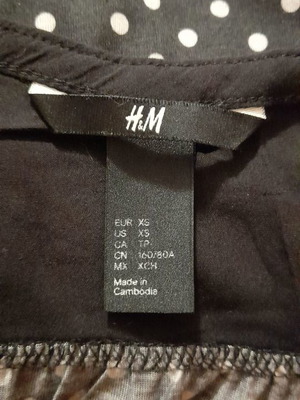 H&M
EUR XS
US XS
CA TP
CN 160/80A
MX XCH
Made in
Cambodia